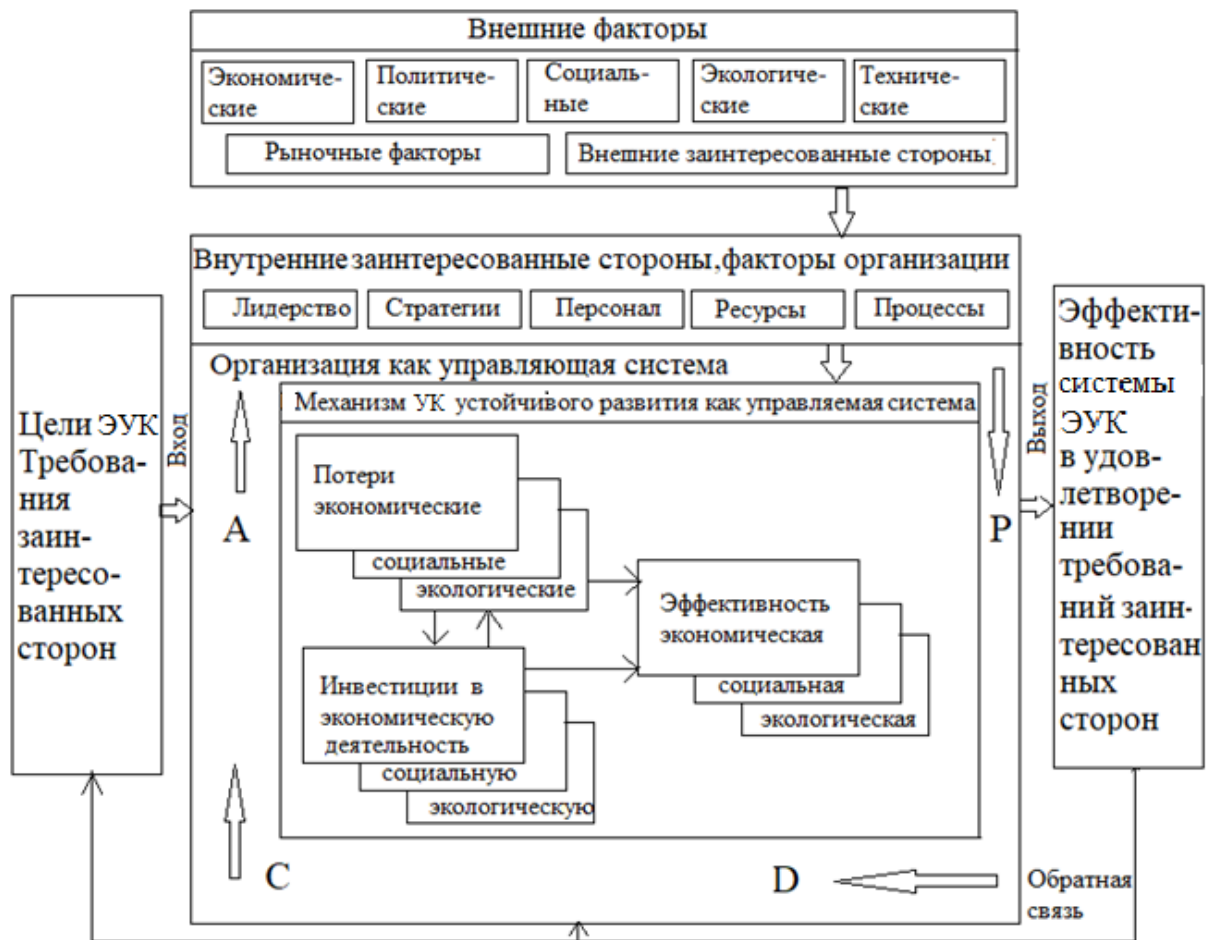 Внешние факторы
Экономиче-
ские
Политиче-
ские
Социаль-
ные
Экологиче-
ские
Техниче-
ские
Рыночные факторы
Внешние заинтересованные стороны
Внутренние заинтересованные стороны,факторы организации
Лидерство
Стратегии
Персонал
Ресурсы
Процессы
Организация как управляющая система
Механизм УК устойчивого развития как управляемая система
Цели ЭУК
Требова-
ния
заин-
тересо-
ванных
сторон
Вход
A
Потери
экономические
социальные
экологические
Инвестиции в
экономическую
деятельность
социальную
экологическую
Эффективность
экономическая
социальная
экологическая
P
Выход
Эффекти-
вность
системы
ЭУК
в удов-
летворе-
нии
требова-
ний заин-
тересован
ных
сторон
C
D
Обратная
связь